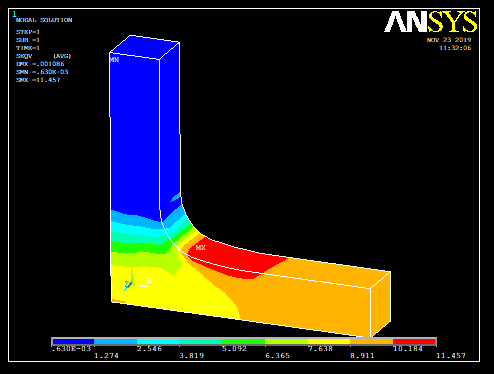 1
NODAL SOLUTION
STEP=1
SUB =1
TIME=1
SEQV (AVG)
DMX =.001086
SMN =.630E-03
SMX =11.457
ANSYS
NOV 23 2019
11:32:06
MN
MX
.630E-03 2.546 5.092 7.638 10.184
1.274 3.819 6.365 8.911 11.457